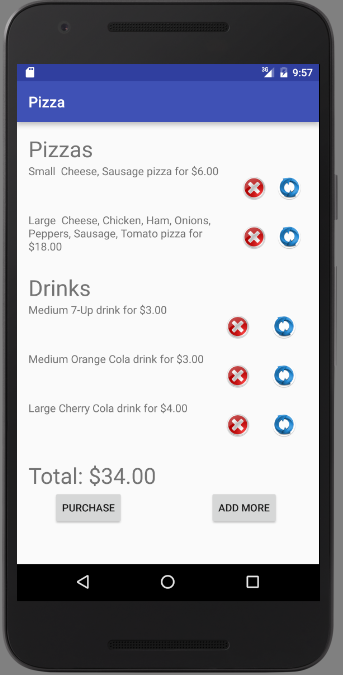 3G 9:57
Pizza
Pizzas
Small  Cheese, Sausage pizza for $6.00
Large  Cheese, Chicken, Ham, Onions,
Peppers, Sausage, Tomato pizza for
$18.00
Drinks
Medium 7-Up drink for $3.00
Medium Orange Cola drink for $3.00
Large Cherry Cola drink for $4.00
Total: $34.00
PURCHASE ADD MORE